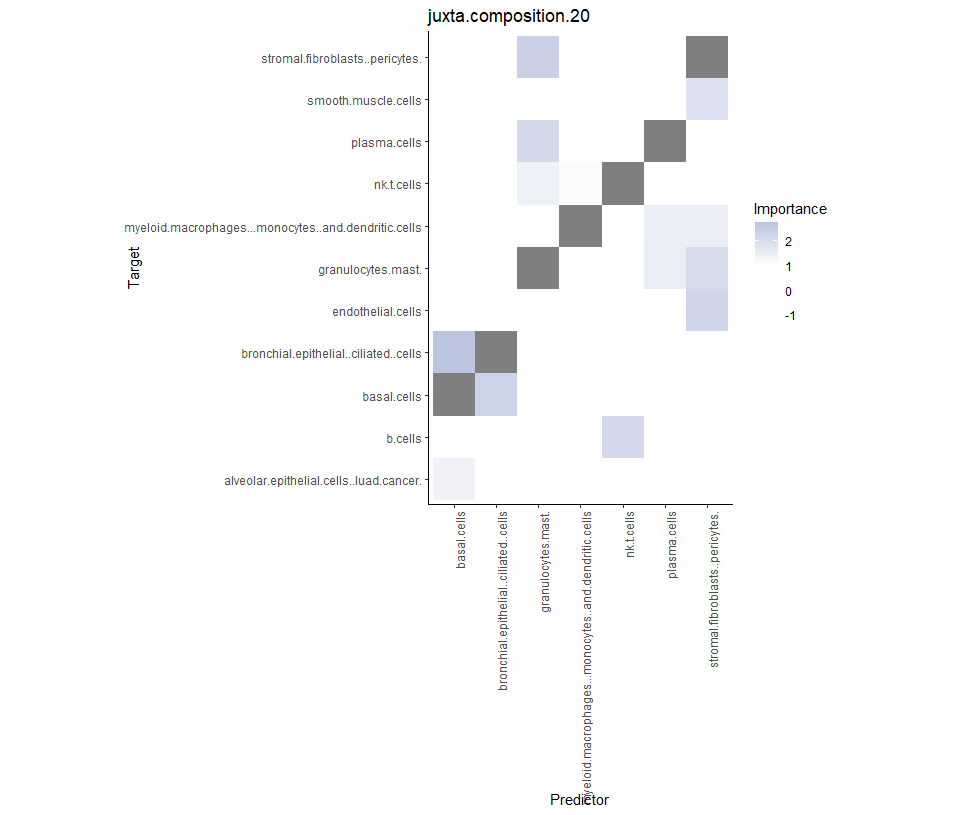 juxta.composition.20
stromal.fibroblasts..pericytes.
smooth.muscle.cells
plasma.cells
nk.t.cells
myeloid.macrophages...monocytes..and.dendritic.cells
granulocytes.mast.
endothelial.cells
bronchial.epithelial..ciliated..cells
basal.cells
b.cells
alveolar.epithelial.cells..luad.cancer.
Target
basal.cells
bronchial.epithelial..ciliated..cells
granulocytes.mast.
myeloid.macrophages...monocytes..and.dendritic.cells
nk.t.cells
plasma.cells
stromal.fibroblasts..pericytes.
Predictor
Importance
2
1
0
-1